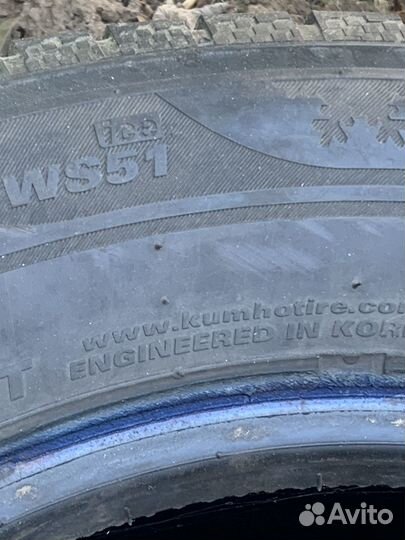 ice
WS51
www.kumhotire.co
ENGINEERED IN KOR
T
Avito